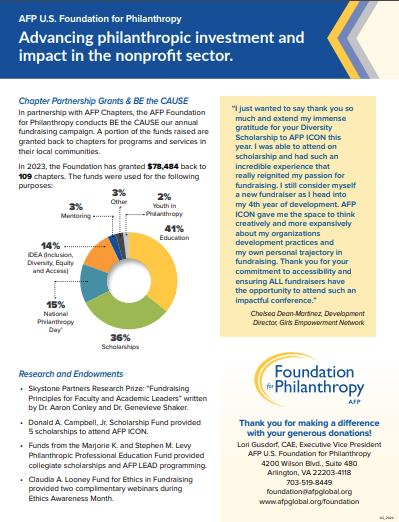 AFP U.S. Foundation for Philanthropy
Advancing philanthropic investment and
impact in the nonprofit sector.
Chapter Partnership Grants & BE the CAUSE
In partnership with AFP Chapters, the AFP Foundation
for Philanthropy conducts BE the CAUSE our annual
fundraising campaign. A portion of the funds raised are
granted back to chapters for programs and services in
their local communities.
In 2023, the Foundation has granted $78,484 back to
109 chapters. The funds were used for the following
purposes:
3%
Other
2%
Youth in
Philanthropy
3%
Mentoring
41%
Education
14%
IDEA (Inclusion,
Diversity, Equity
and Access)
15%
National
Philanthropy
Day
36%
Scholarships
Research and Endowments
• Skystone Partners Research Prize: "Fundraising
Principles for Faculty and Academic Leaders" written
by Dr. Aaron Conley and Dr. Genevieve Shaker.
• Donald A. Campbell, Jr. Scholarship Fund provided
5 scholarships to attend AFP ICON.
• Funds from the Marjorie K. and Stephen M. Levy
Philanthropic Professional Education Fund provided
collegiate scholarships and AFP LEAD programming.
• Claudia A. Looney Fund for Ethics in Fundraising
provided two complimentary webinars during
Ethics Awareness Month.
"I just wanted to say thank you so
much and extend my immense
gratitude for your Diversity
Scholarship to AFP ICON this
year. I was able to attend on
scholarship and had such an
incredible experience that
really reignited my passion for
fundraising. I still consider myself
a new fundraiser as I head into
my 4th year of development. AFP
ICON gave me the space to think
creatively and more expansively
about my organizations
development practices and
my own personal trajectory in
fundraising. Thank you for your
commitment to accessibility and
ensuring ALL fundraisers have
the opportunity to attend such an
impactful conference."
Chelsea Dean-Martinez, Development
Director, Girls Empowerment Network
Foundation
for Philanthropy
AFP
Thank you for making a difference
with your generous donations!
Lori Gusdorf, CAE, Executive Vice President
AFP U.S. Foundation for Philanthropy
4200 Wilson Blvd., Suite 480
Arlington, VA 22203-4118
703-519-8449
foundation@afpglobal.org
www.afpglobal.org/foundation